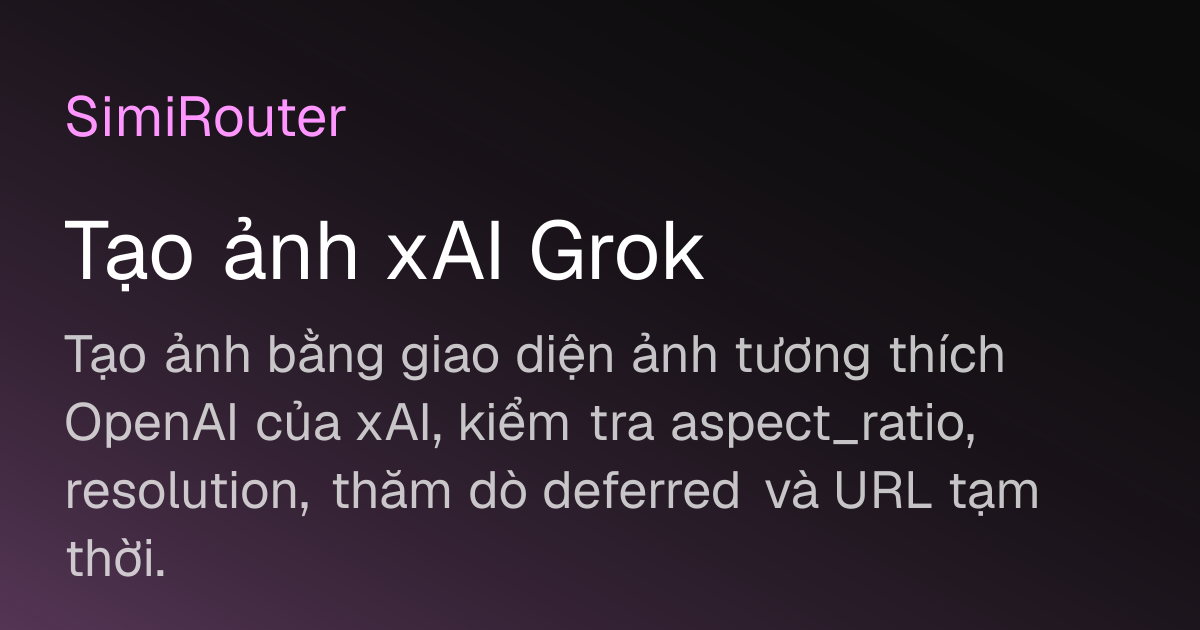 SimiRouter
Tạo ảnh xAI Grok
Tạo ảnh bằng giao diện ảnh tương thích
OpenAI của xAI, kiểm tra aspect_ratio,
resolution, thăm dò deferred và URL tạm
thời.